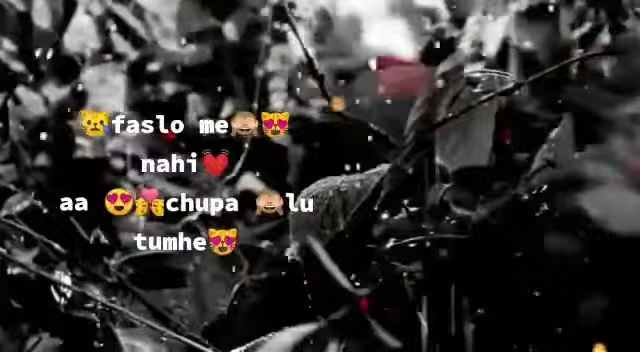 😿faslo me🙈😻
nahi💓
aa 😍💏chupa 🙈lu
tumhe😻